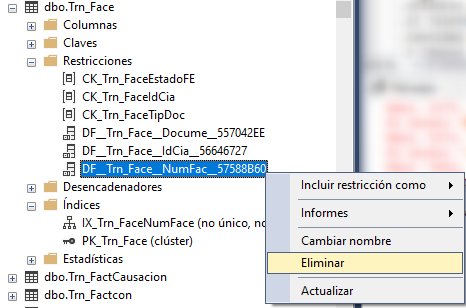 dbo.Trn_Face
Columnas
Claves
Restricciones
CK_Trn_FaceEstadoFE
CK_Trn_FaceIdCia
CK_Trn_FaceTipDoc
DF__Trn_Face__Docume__557042EE
DF__Trn_Face__IdCia__56646727
DF__Trn_Face__NumFac__57588B60
Desencadenadores
Índices
IX_Trn_FaceNumFace (no único, no
PK_Trn_Face (clúster)
Estadísticas
dbo.Trn_FactCausacion
dbo.Trn_Factcon
Incluir restricción como
Informes
Cambiar nombre
Eliminar
Actualizar